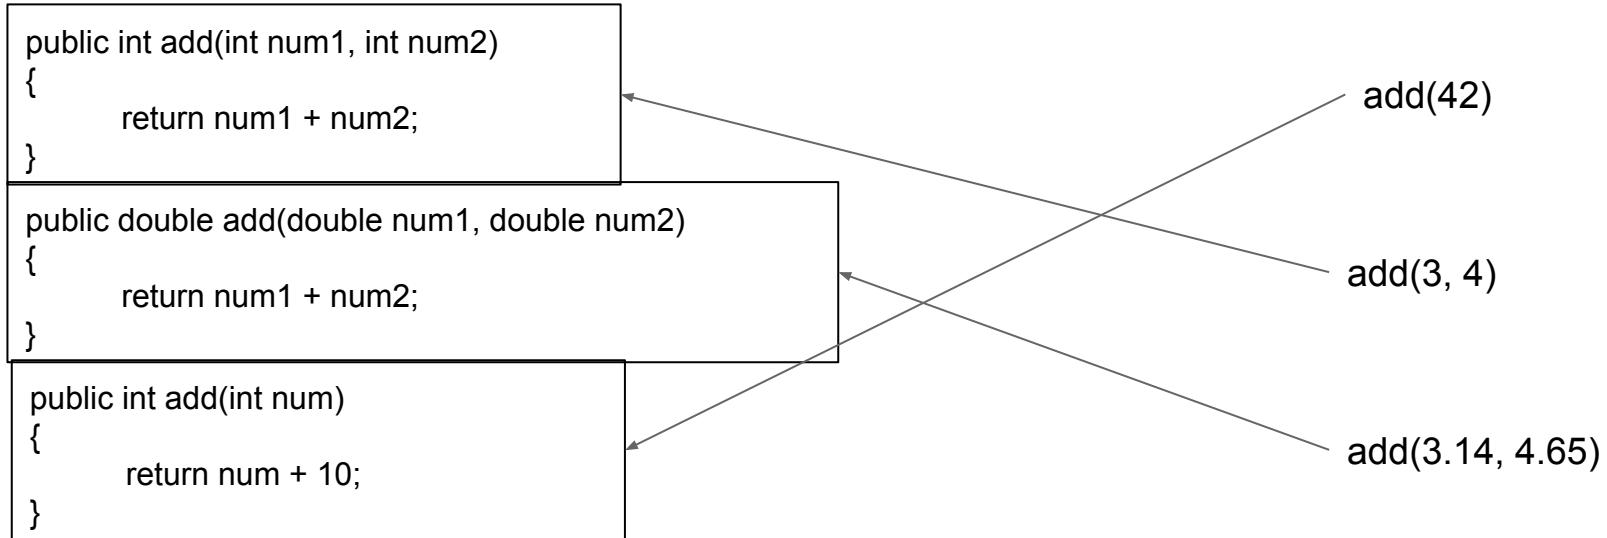 public int add(int num1, int num2)
{
return num1 + num2;
}
public double add(double num1, double num2)
{
return num1 + num2;
}
public int add(int num)
{
return num + 10;
}
add(42)
add(3, 4)
add(3.14, 4.65)